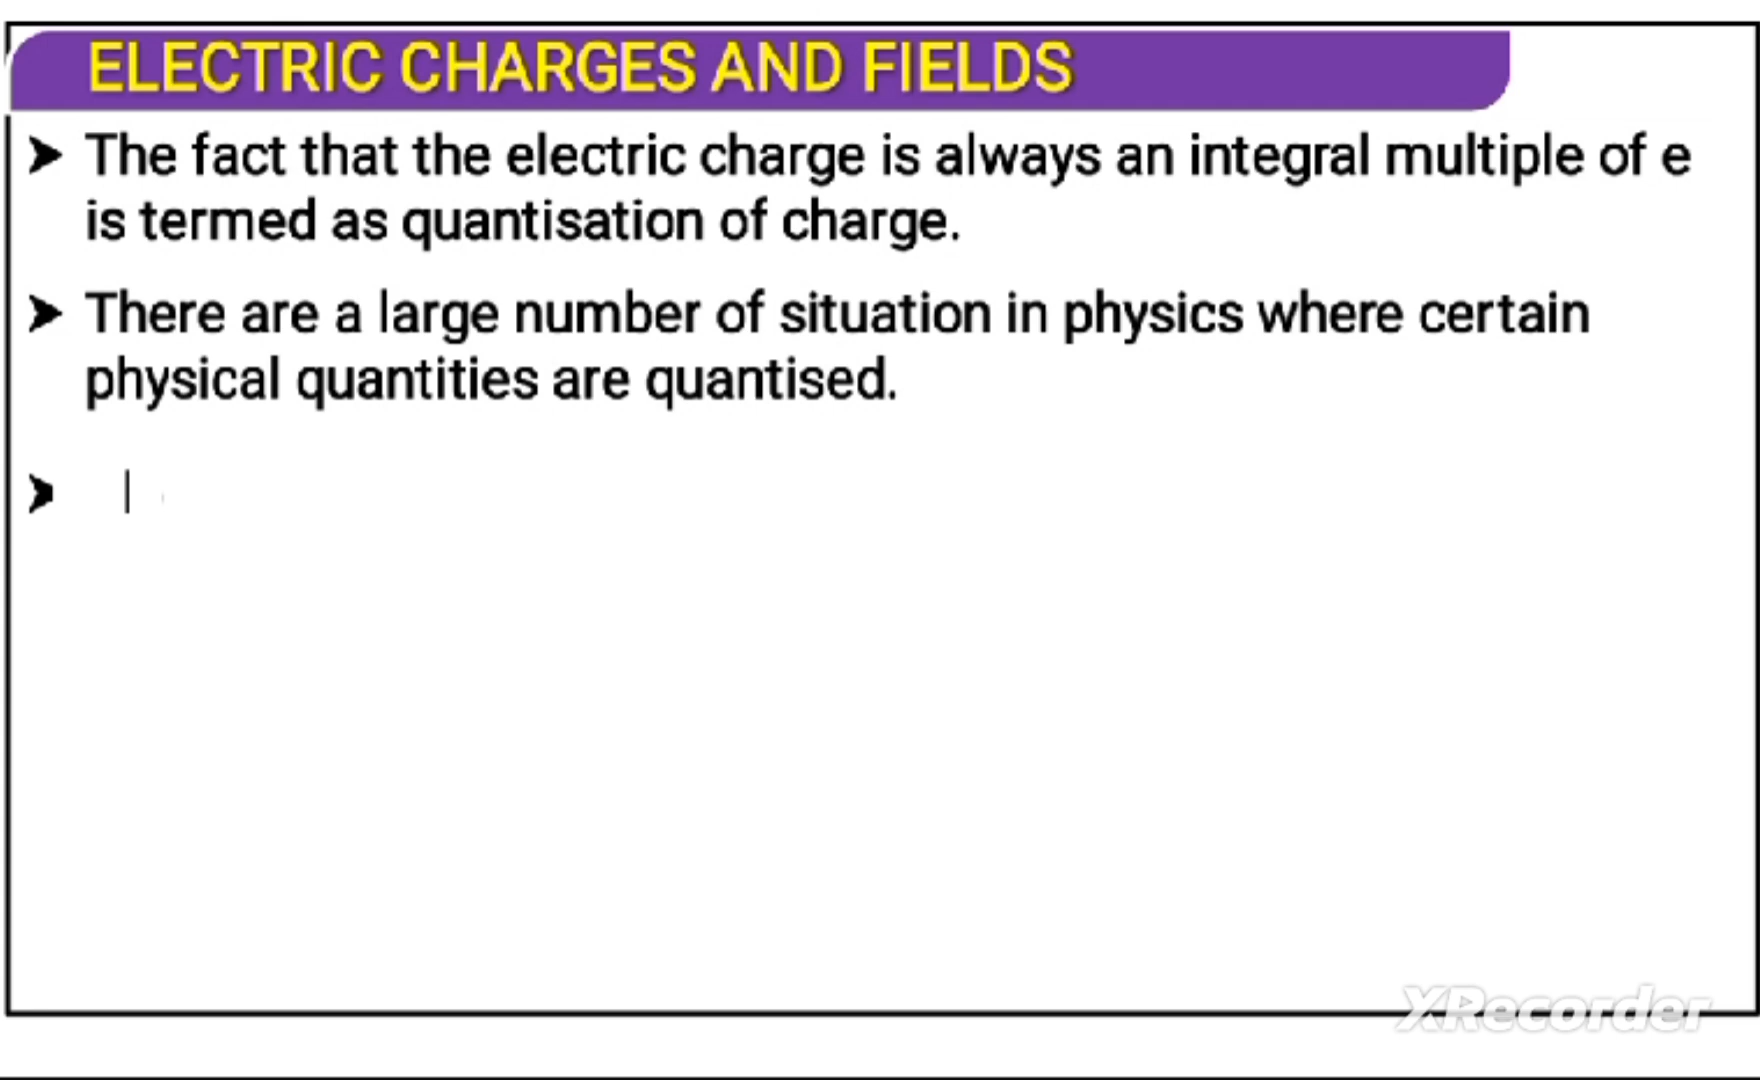 ELECTRIC CHARGES AND FIELDS
➤ The fact that the electric charge is always an integral multiple of e
is termed as quantisation of charge.
➤ There are a large number of situation in physics where certain
physical quantities are quantised.
➤
XRecorder